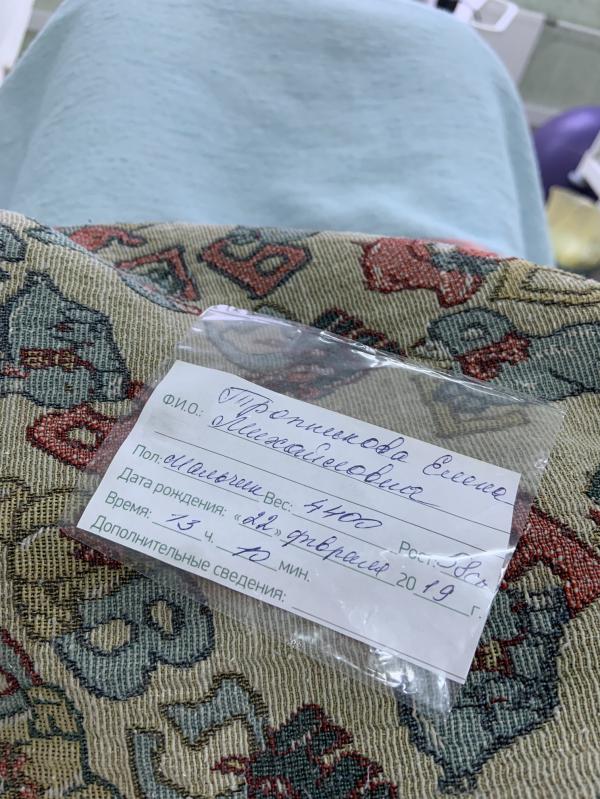 Ф.И.О.: Тропникова Елена
Михайловна
Пол: Мальчик Вес: 4400 Рост: 58см
Дата рождения: «22» февраля 2019 г.
Время: 13 ч. 10 мин.
Дополнительные сведения: